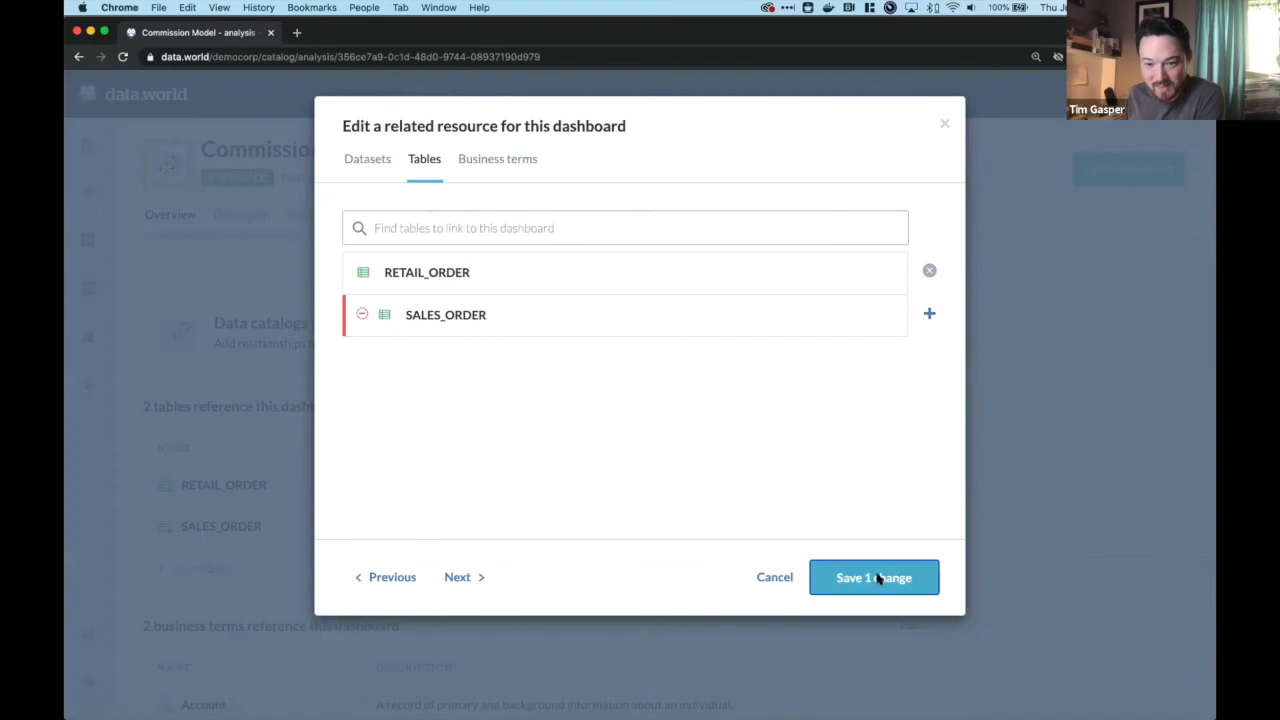 Chrome File Edit View History Bookmarks People Tab Window Help 100% Thu
Commission Model - analysis
data.world/democorp/catalog/analysis/356ce7a9-0c1d-48d0-9744-08937190d979
Tim Gasper
data.world
Commissio
Overview
Edit a related resource for this dashboard
Datasets Tables Business terms
Find tables to link to this dashboard
RETAIL_ORDER
SALES_ORDER
Data catalogs
Add relationships
2 tables reference this dash
NAME
RETAIL_ORDER
SALES_ORDER
Previous Next Cancel Save 1 change
2 business terms reference this dashboard
NAME DESCRIPTION
Account A record of primary and background information about an individual.